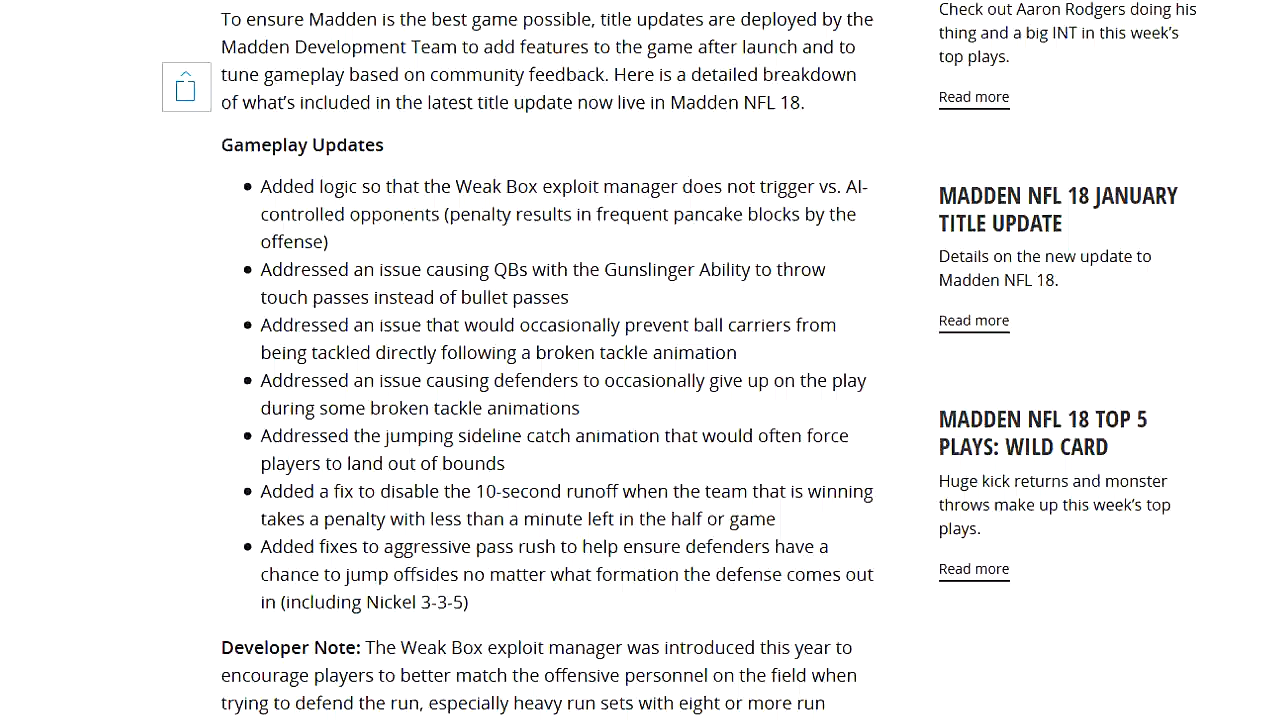 To ensure Madden is the best game possible, title updates are deployed by the
Madden Development Team to add features to the game after launch and to
tune gameplay based on community feedback. Here is a detailed breakdown
of what’s included in the latest title update now live in Madden NFL 18.
Gameplay Updates
• Added logic so that the Weak Box exploit manager does not trigger vs. AI-
controlled opponents (penalty results in frequent pancake blocks by the
offense)
• Addressed an issue causing QBs with the Gunslinger Ability to throw
touch passes instead of bullet passes
• Addressed an issue that would occasionally prevent ball carriers from
being tackled directly following a broken tackle animation
• Addressed an issue causing defenders to occasionally give up on the play
during some broken tackle animations
• Addressed the jumping sideline catch animation that would often force
players to land out of bounds
• Added a fix to disable the 10-second runoff when the team that is winning
takes a penalty with less than a minute left in the half or game
• Added fixes to aggressive pass rush to help ensure defenders have a
chance to jump offsides no matter what formation the defense comes out
in (including Nickel 3-3-5)
Developer Note: The Weak Box exploit manager was introduced this year to
encourage players to better match the offensive personnel on the field when
trying to defend the run, especially heavy run sets with eight or more run
Check out Aaron Rodgers doing his
thing and a big INT in this week’s
top plays.
Read more
MADDEN NFL 18 JANUARY
TITLE UPDATE
Details on the new update to
Madden NFL 18.
Read more
MADDEN NFL 18 TOP 5
PLAYS: WILD CARD
Huge kick returns and monster
throws make up this week’s top
plays.
Read more